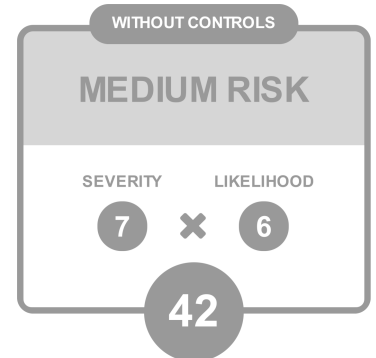 WITHOUT CONTROLS
MEDIUM RISK
SEVERITY LIKELIHOOD
7 × 6
42